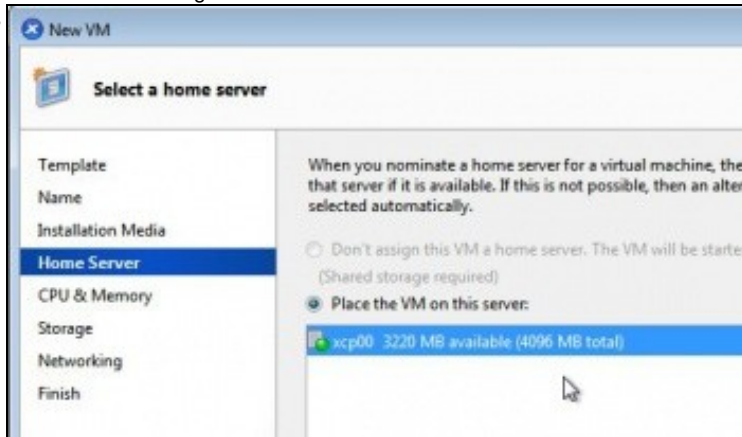 New VM
Select a home server
Template
Name
Installation Media
Home Server
CPU & Memory
Storage
Networking
Finish
When you nominate a home server for a virtual machine, the
that server if it is available. If this is not possible, then an alter
selected automatically.
Don't assign this VM a home server. The VM will be starte
(Shared storage required)
Place the VM on this server:
xcp00 3220 MB available (4096 MB total)